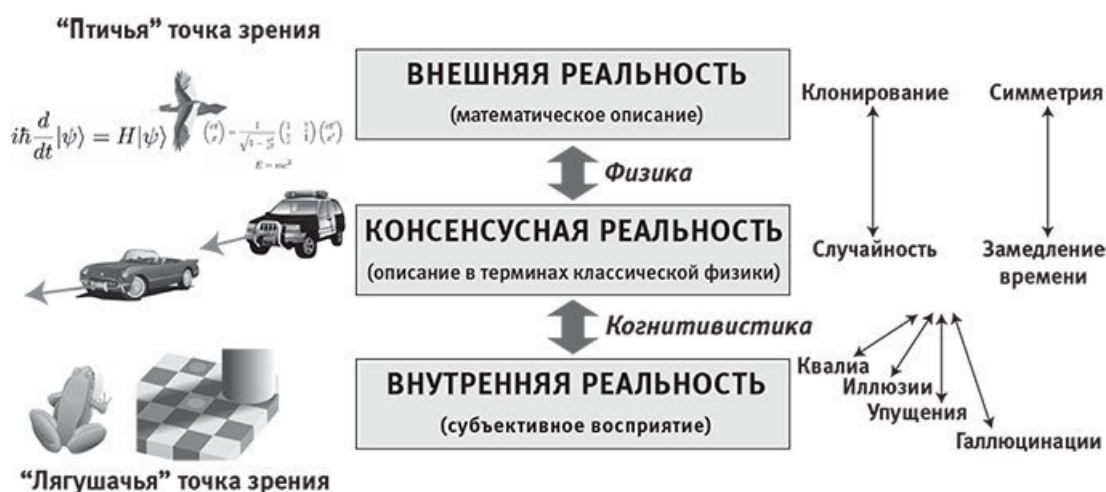 “Птичья” точка зрения
ВНЕШНЯЯ РЕАЛЬНОСТЬ
(математическое описание)
iℏ d/dt |ψ⟩ = H|ψ⟩
E = mc²
Физика
Клонирование
Симметрия
КОНСЕНСУСНАЯ РЕАЛЬНОСТЬ
(описание в терминах классической физики)
Случайность
Замедление
времени
Когнитивистика
ВНУТРЕННЯЯ РЕАЛЬНОСТЬ
(субъективное восприятие)
Квалиа
Иллюзии
Упущения
Галлюцинации
“Лягушачья” точка зрения